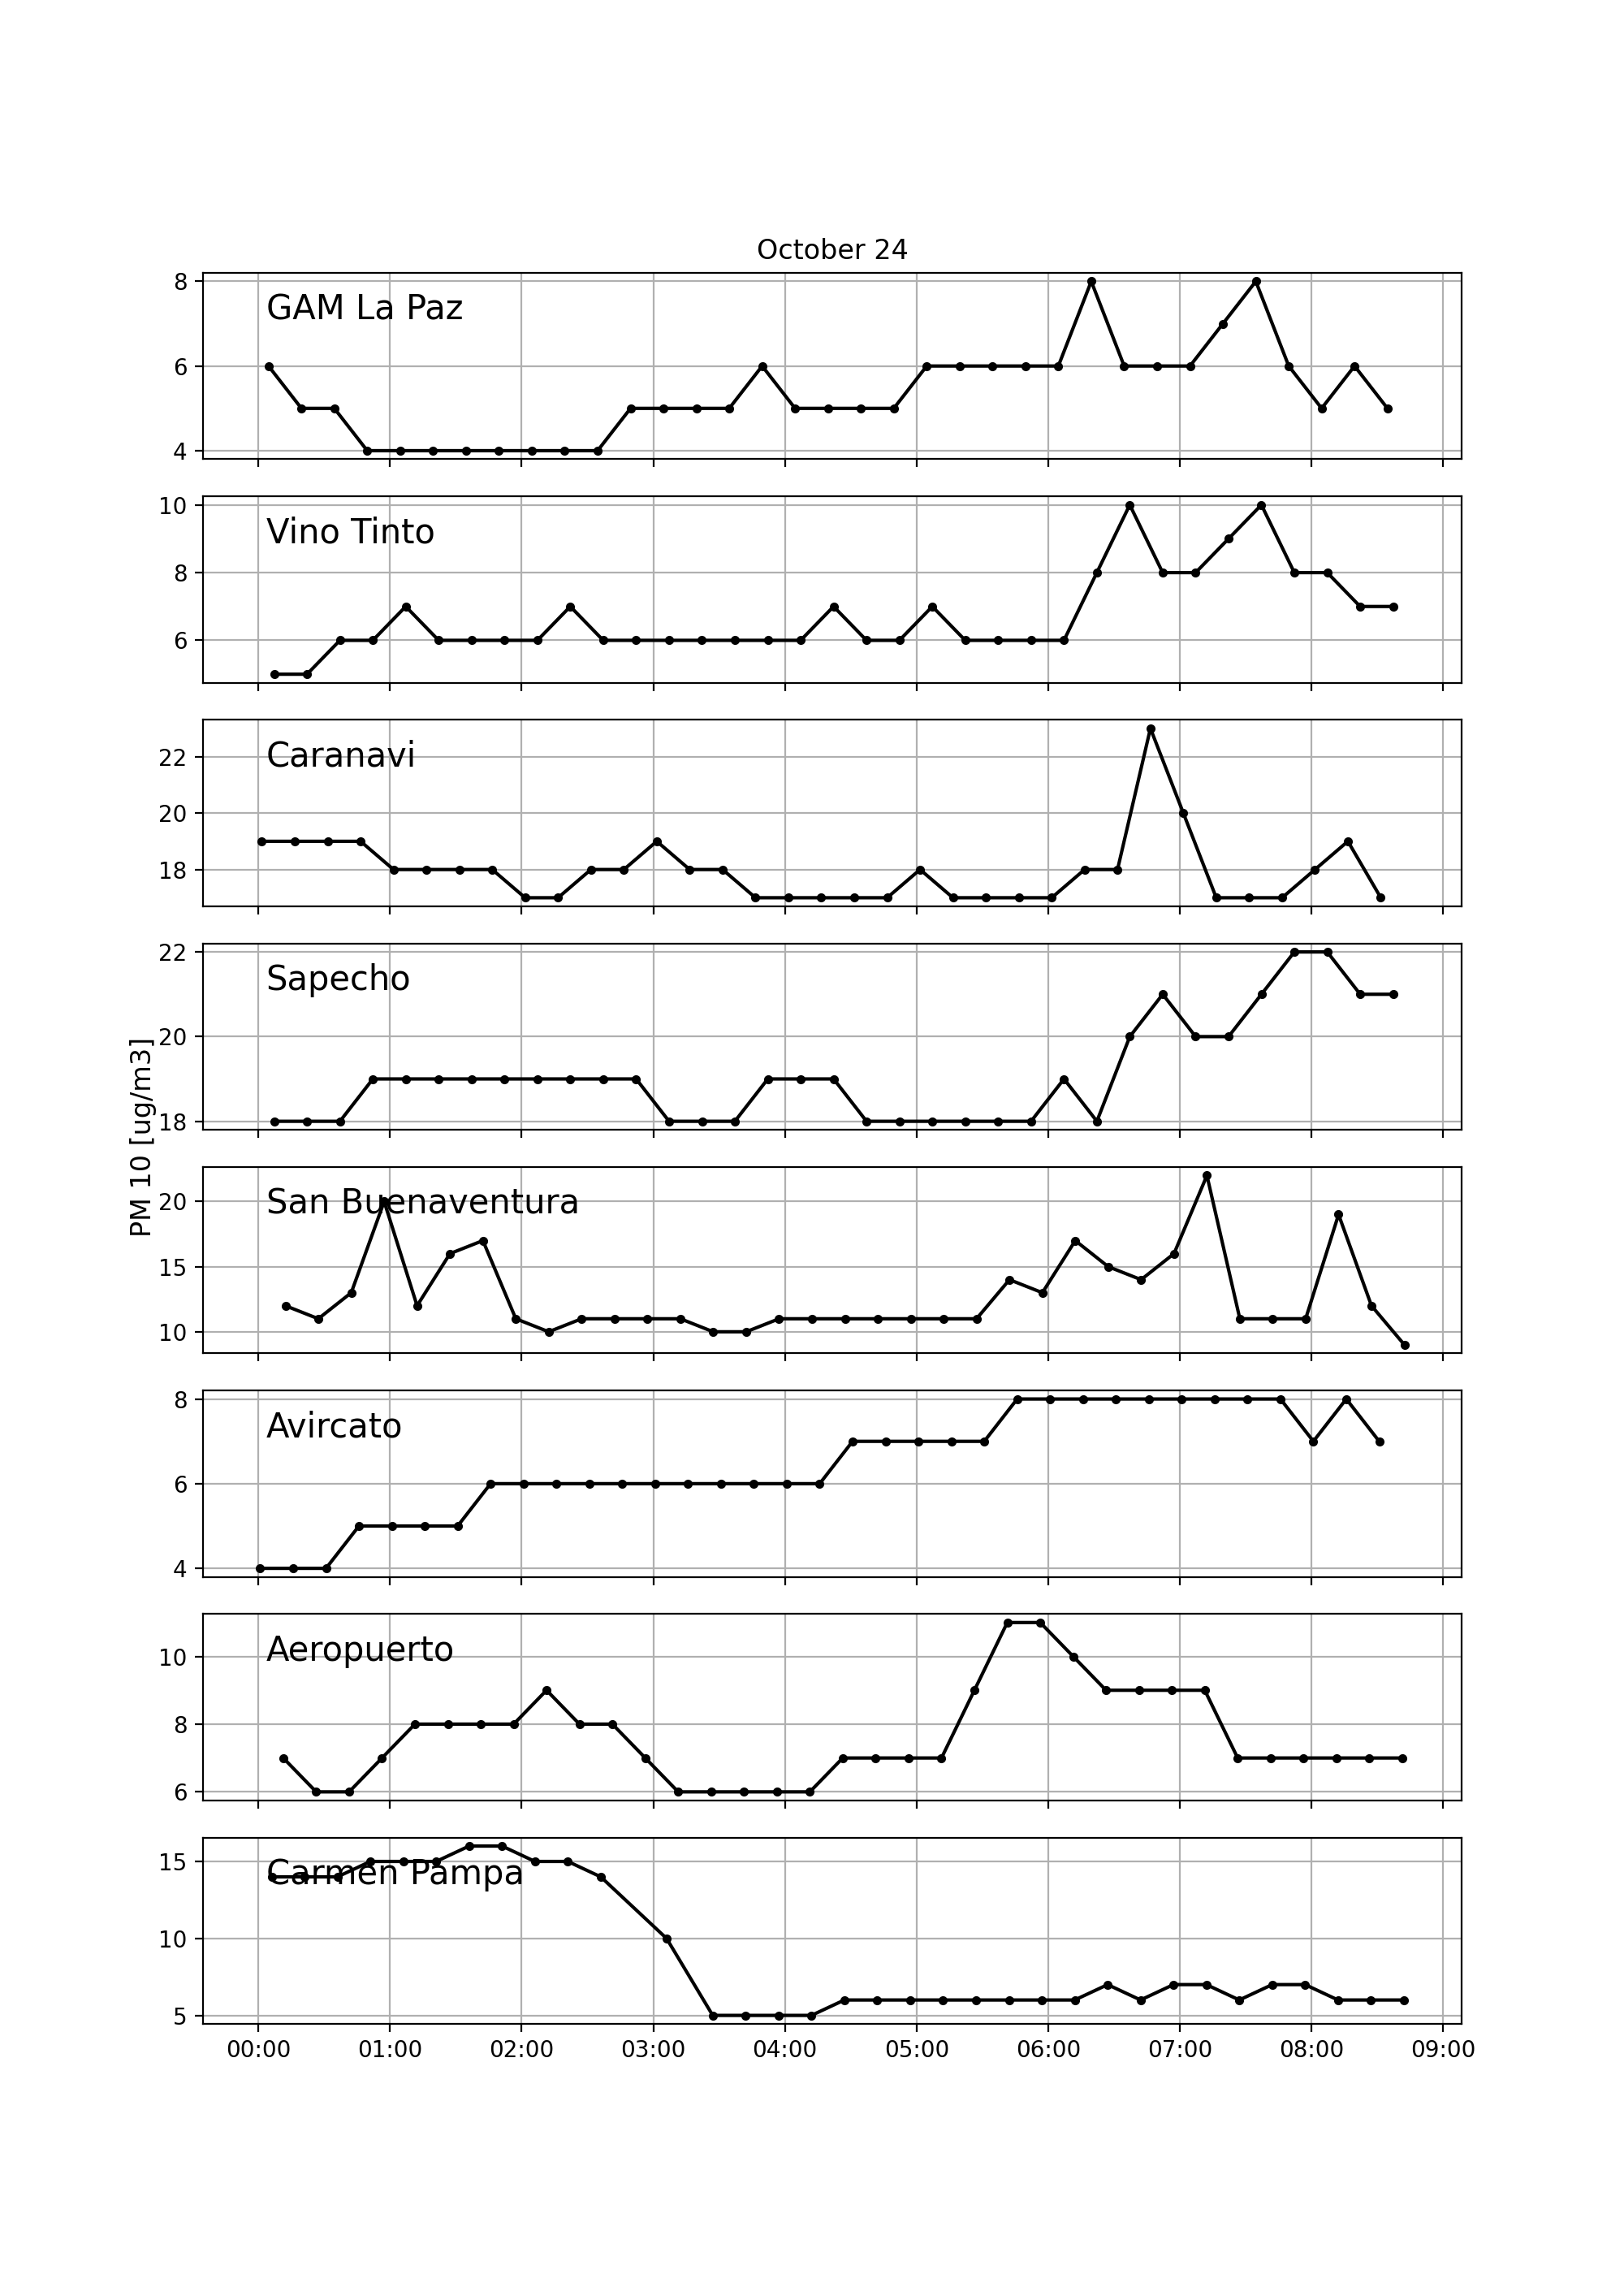 October 24
8
GAM La Paz
6
4
10
Vino Tinto
8
6
22
Caranavi
20
18
22
Sapecho
20
18
PM 10 [ug/m3]
20
San Buenaventura
15
10
8
Avircato
6
4
10
Aeropuerto
8
6
15
Carmen Pampa
10
5
00:00 01:00 02:00 03:00 04:00 05:00 06:00 07:00 08:00 09:00